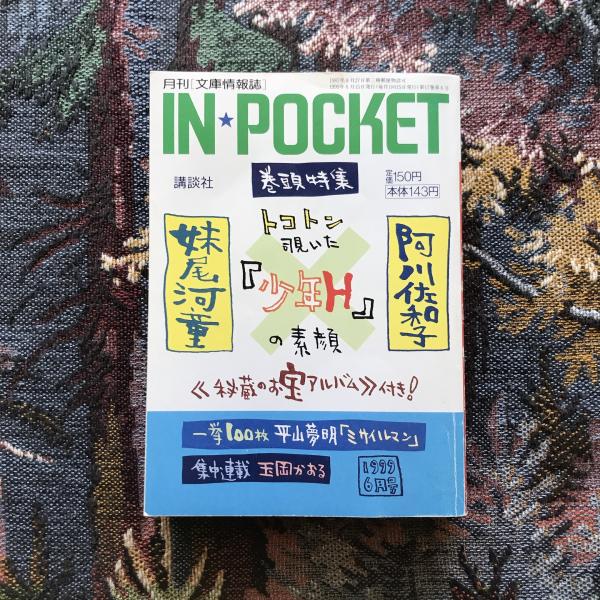 月刊[文庫情報誌]
IN★POCKET
講談社
巻頭特集
定価150円
本体143円
妹尾河童
阿川佐和子
トコトン
覗いた
『少年H』
の素顔
≪秘蔵のお宝アルバム≫付き!
一挙100枚 平山夢明「ミサイルマン」
集中連載 玉岡かおる
1999
6月号